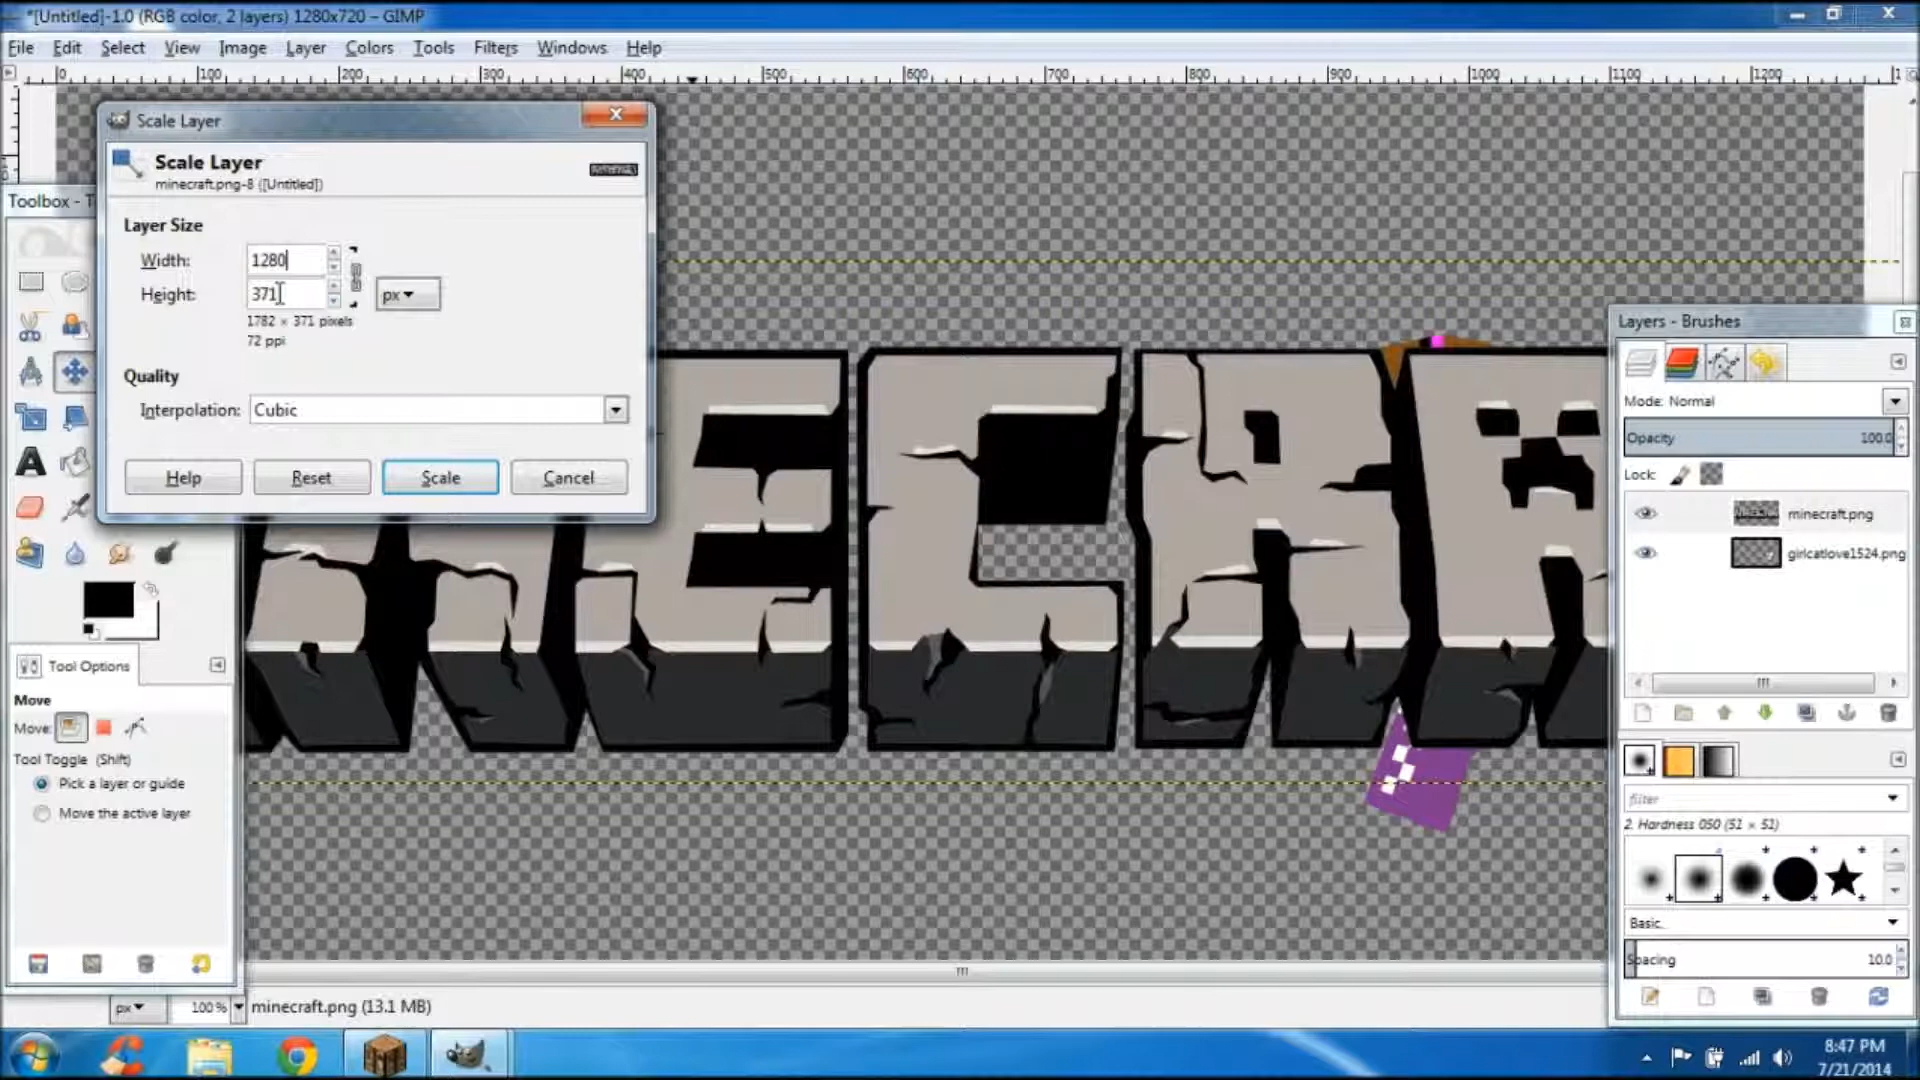 *[Untitled]-1.0 (RGB color, 2 layers) 1280x720 – GIMP
File Edit Select View Image Layer Colors Tools Filters Windows Help
0 100 200 300 400 500 600 700 800 900 1000 1100 1200
Scale Layer
Scale Layer
minecraft.png-8 ([Untitled])
Layer Size
Width: 1280
Height: 371 px
1782 × 371 pixels
72 ppi
Quality
Interpolation: Cubic
Help Reset Scale Cancel
Toolbox - T
Tool Options
Move
Move:
Tool Toggle (Shift)
Pick a layer or guide
Move the active layer
NECRA
Layers - Brushes
Mode: Normal
Opacity 100.0
Lock:
minecraft.png
girlcatlove1524.png
filter
2. Hardness 050 (51 × 51)
Basic
Spacing 10.0
px 100 % minecraft.png (13.1 MB)
8:47 PM
7/21/2014